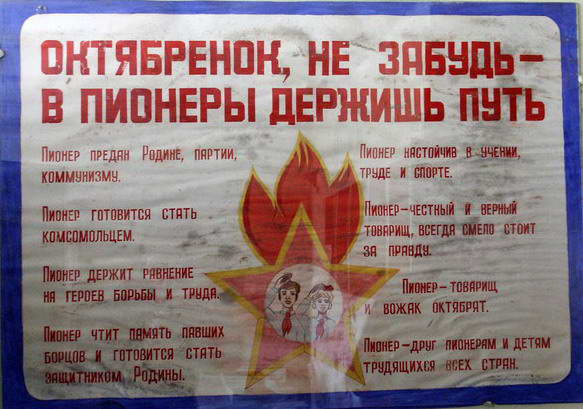 ОКТЯБРЕНОК, НЕ ЗАБУДЬ—
В ПИОНЕРЫ ДЕРЖИШЬ ПУТЬ
ПИОНЕР ПРЕДАН РОДИНЕ, ПАРТИИ,
КОММУНИЗМУ.
ПИОНЕР ГОТОВИТСЯ СТАТЬ
КОМСОМОЛЬЦЕМ.
ПИОНЕР ДЕРЖИТ РАВНЕНИЕ
НА ГЕРОЕВ БОРЬБЫ И ТРУДА.
ПИОНЕР ЧТИТ ПАМЯТЬ ПАВШИХ
БОРЦОВ И ГОТОВИТСЯ СТАТЬ
ЗАЩИТНИКОМ РОДИНЫ.
ПИОНЕР НАСТОЙЧИВ В УЧЕНИИ,
ТРУДЕ И СПОРТЕ.
ПИОНЕР—ЧЕСТНЫЙ И ВЕРНЫЙ
ТОВАРИЩ, ВСЕГДА СМЕЛО СТОИТ
ЗА ПРАВДУ.
ПИОНЕР—ТОВАРИЩ
И ВОЖАК ОКТЯБРЯТ.
ПИОНЕР—ДРУГ ПИОНЕРАМ И ДЕТЯМ
ТРУДЯЩИХСЯ ВСЕХ СТРАН.